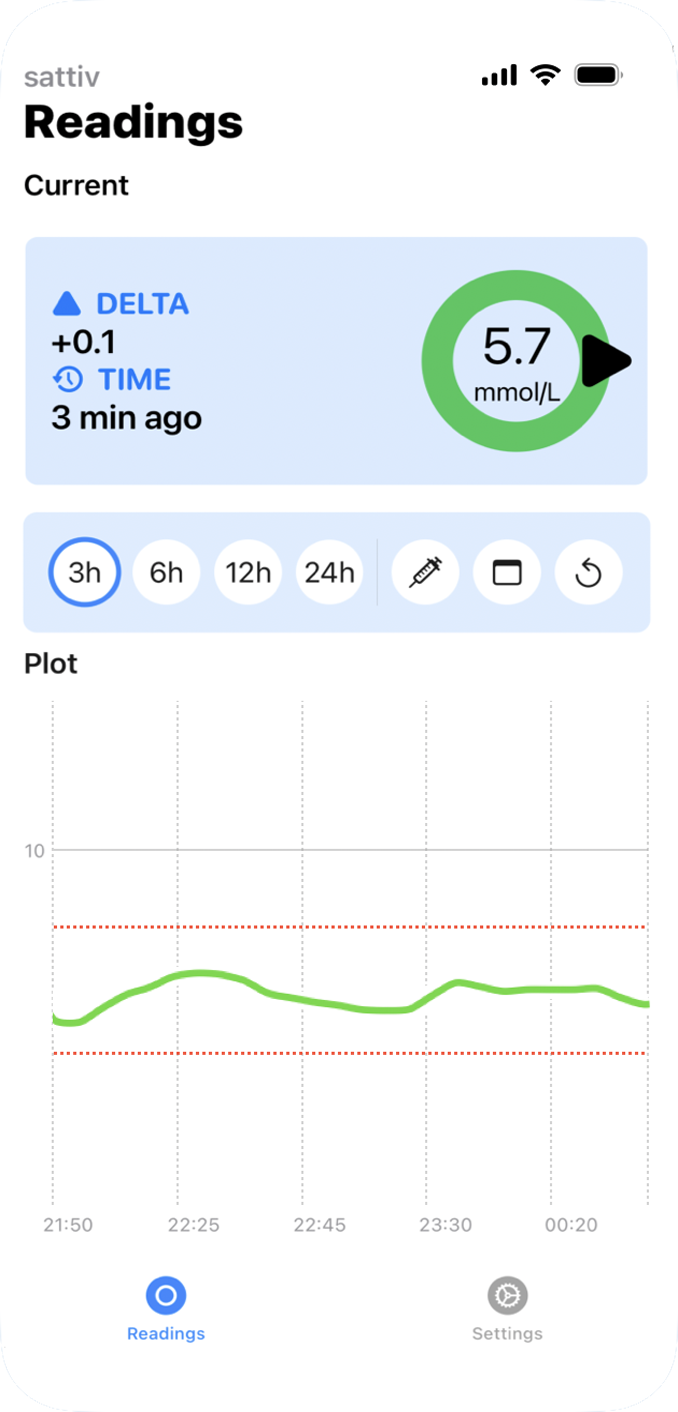 sattiv
Readings
Current
DELTA
+0.1
TIME
3 min ago
5.7
mmol/L
3h 6h 12h 24h
Plot
10
21:50 22:25 22:45 23:30 00:20
Readings Settings